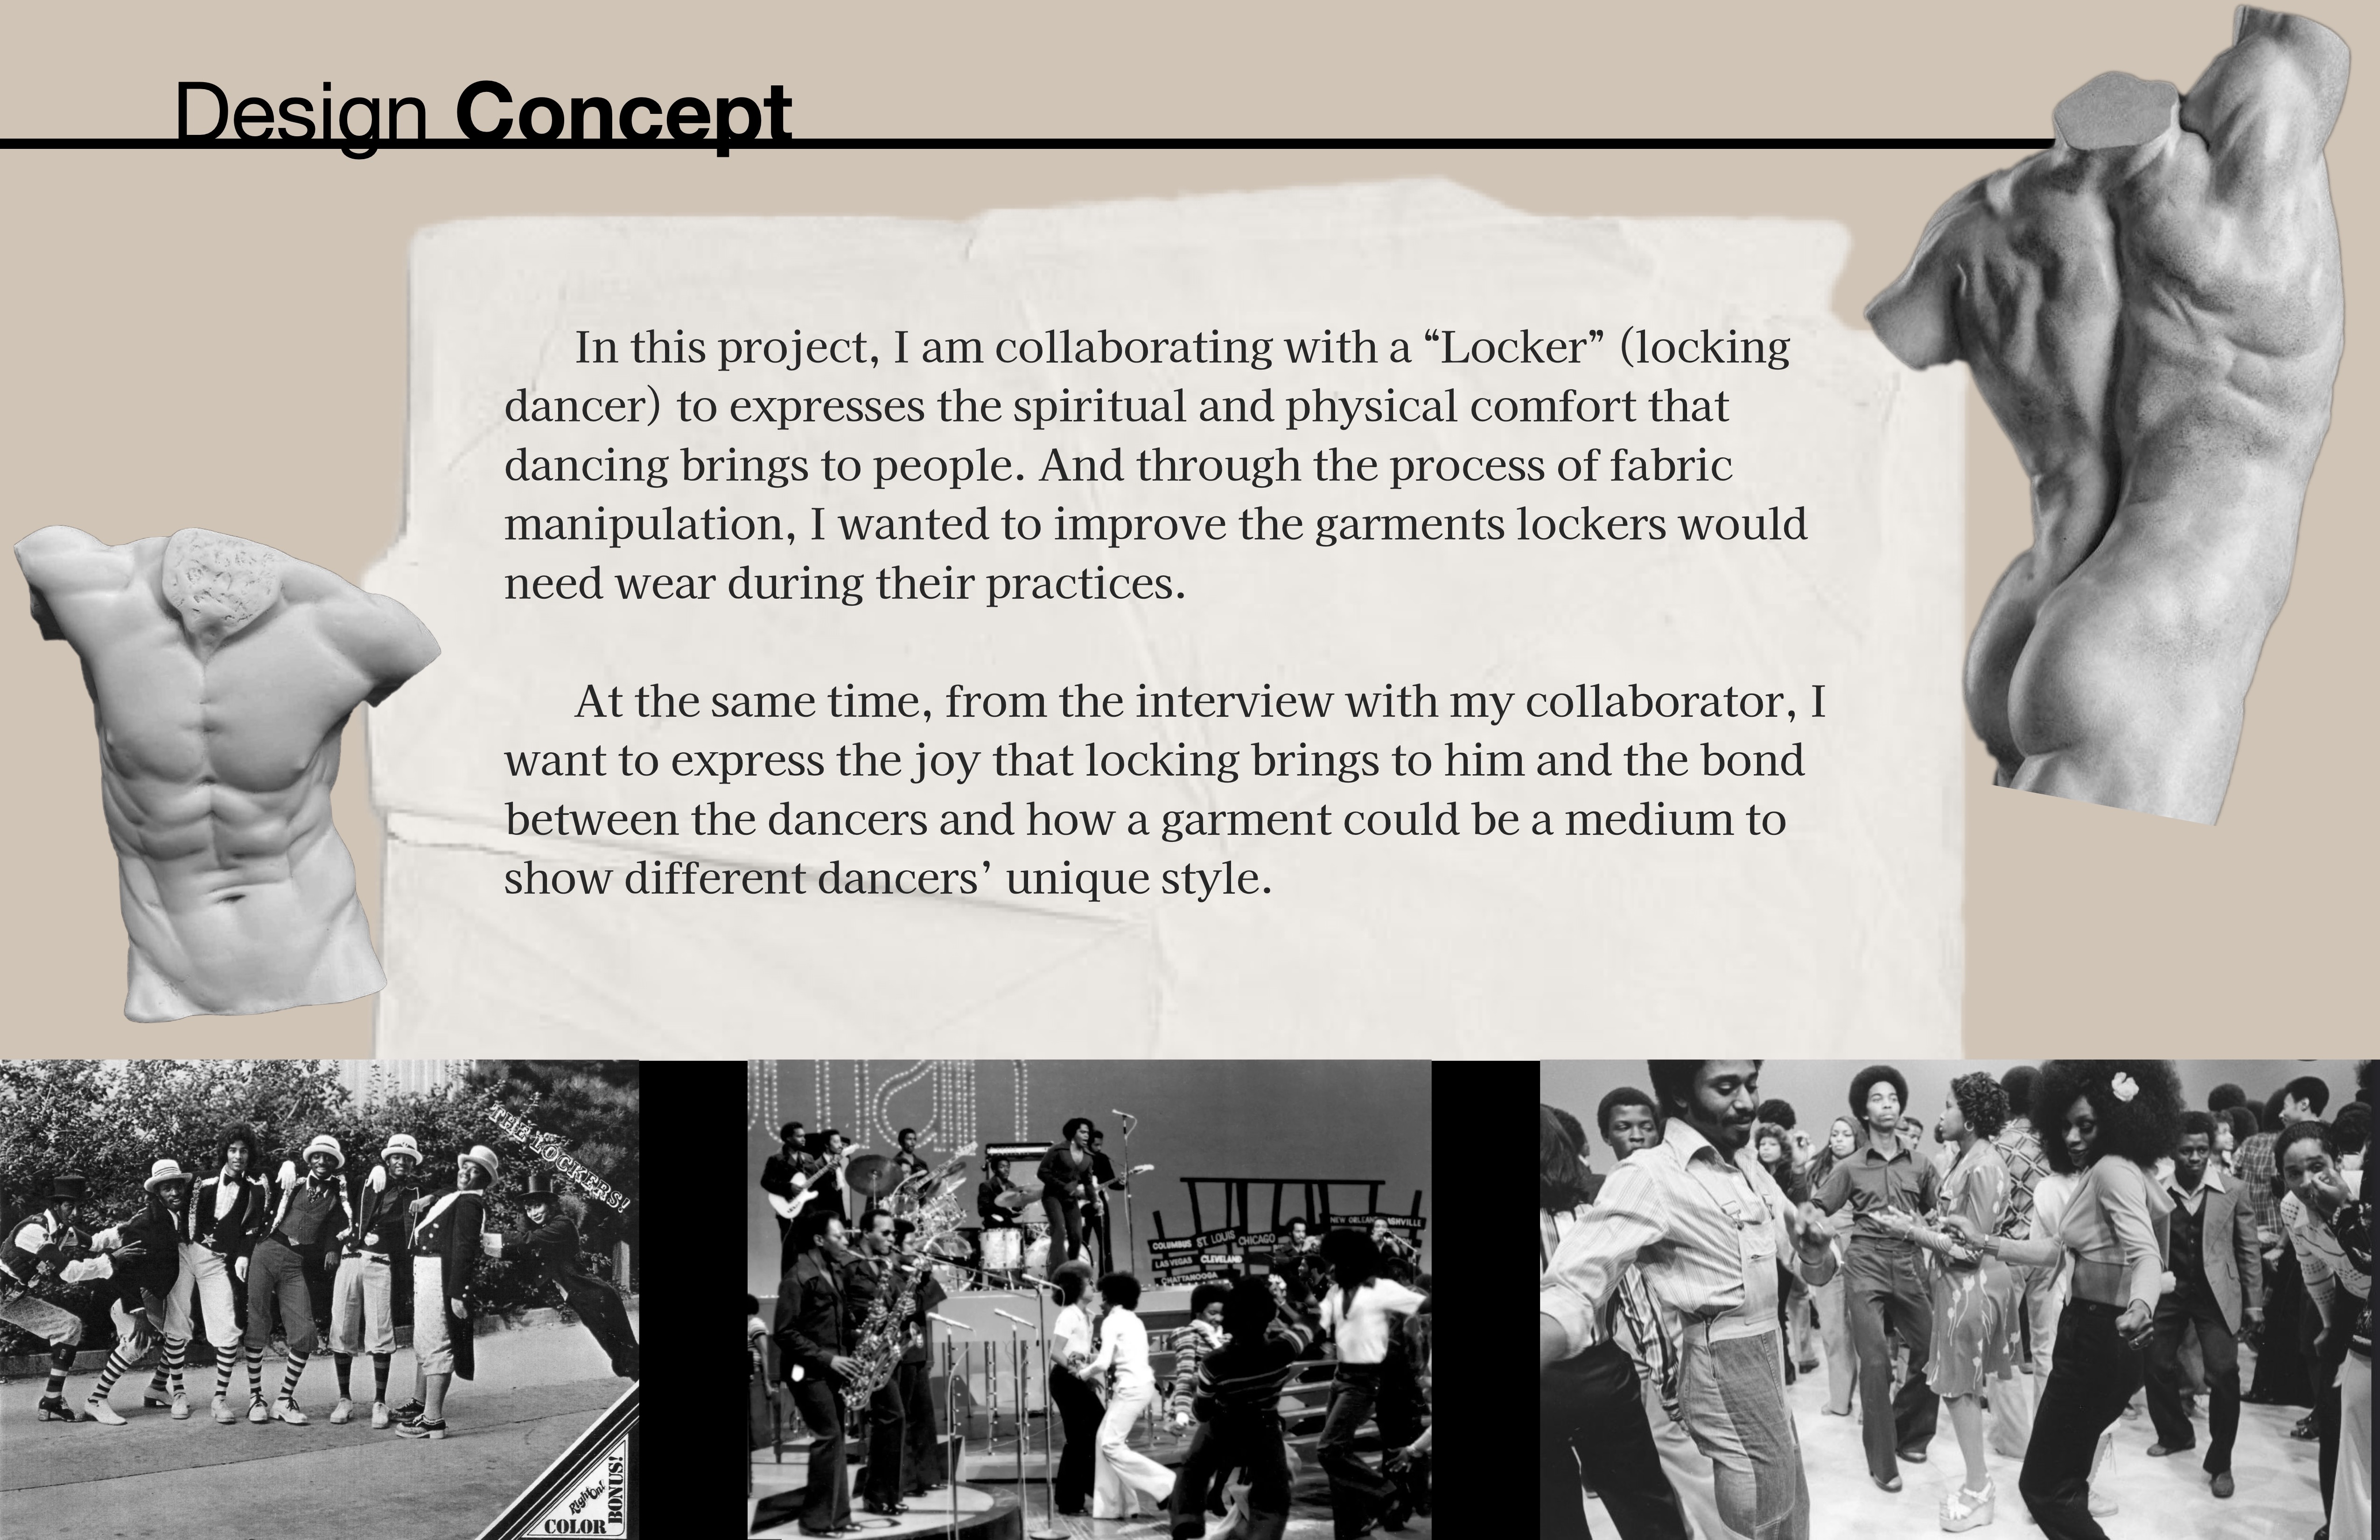 Design Concept
In this project, I am collaborating with a “Locker” (locking
dancer) to expresses the spiritual and physical comfort that
dancing brings to people. And through the process of fabric
manipulation, I wanted to improve the garments lockers would
need wear during their practices.
At the same time, from the interview with my collaborator, I
want to express the joy that locking brings to him and the bond
between the dancers and how a garment could be a medium to
show different dancers’ unique style.
THE LOCKERS!
Right On!
COLOR
BONUS!
COLUMBUS ST. LOUIS CHICAGO
LAS VEGAS CLEVELAND
CHATTANOOGA
NEW ORLEANS NASHVILLE